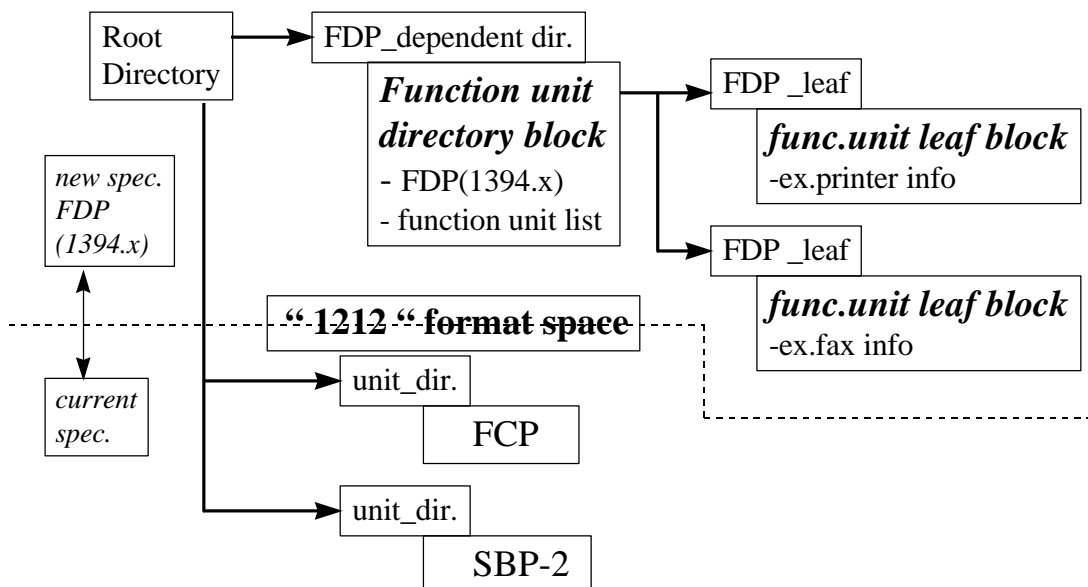 Root
Directory
FDP_dependent dir.
Function unit
directory block
- FDP(1394.x)
- function unit list
FDP _leaf
func.unit leaf block
-ex.printer info
FDP _leaf
func.unit leaf block
-ex.fax info
new spec.
FDP
(1394.x)
“ 1212 “ format space
current
spec.
unit_dir.
FCP
unit_dir.
SBP-2